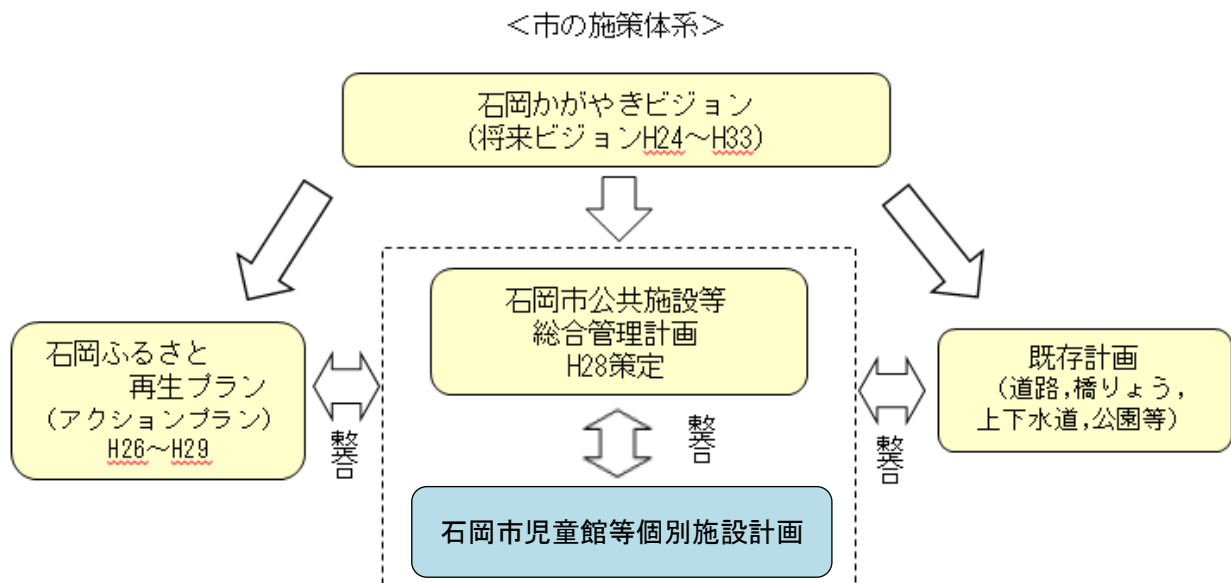 ＜市の施策体系＞
石岡かがやきビジョン
(将来ビジョンH24～H33)
石岡市公共施設等
総合管理計画
H28策定
石岡ふるさと
再生プラン
(アクションプラン)
H26～H29
整合
整合
整合
既存計画
(道路,橋りょう,
上下水道,公園等)
石岡市児童館等個別施設計画